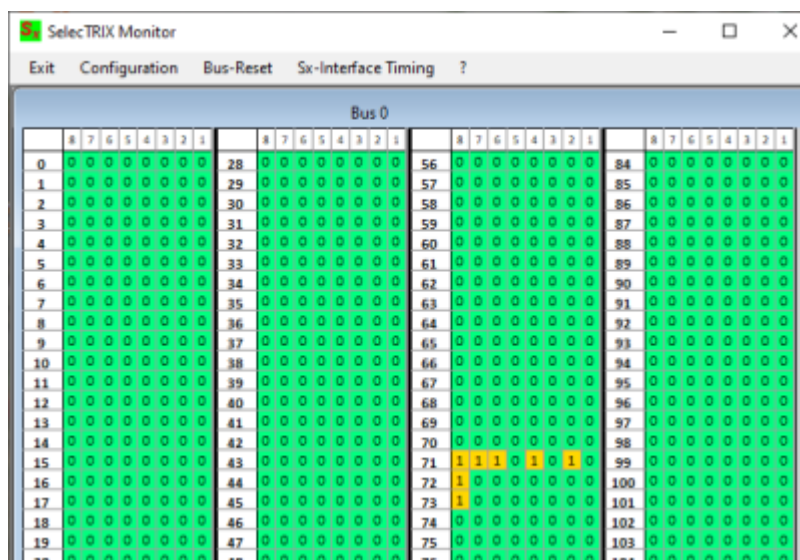 Sx SelecTRIX Monitor
Exit Configuration Bus-Reset Sx-Interface Timing ?
Bus 0
8 7 6 5 4 3 2 1 8 7 6 5 4 3 2 1 8 7 6 5 4 3 2 1 8 7 6 5 4 3 2 1
0 0 0 0 0 0 0 0 0 28 0 0 0 0 0 0 0 0 56 0 0 0 0 0 0 0 0 84 0 0 0 0 0 0 0 0
1 0 0 0 0 0 0 0 0 29 0 0 0 0 0 0 0 0 57 0 0 0 0 0 0 0 0 85 0 0 0 0 0 0 0 0
2 0 0 0 0 0 0 0 0 30 0 0 0 0 0 0 0 0 58 0 0 0 0 0 0 0 0 86 0 0 0 0 0 0 0 0
3 0 0 0 0 0 0 0 0 31 0 0 0 0 0 0 0 0 59 0 0 0 0 0 0 0 0 87 0 0 0 0 0 0 0 0
4 0 0 0 0 0 0 0 0 32 0 0 0 0 0 0 0 0 60 0 0 0 0 0 0 0 0 88 0 0 0 0 0 0 0 0
5 0 0 0 0 0 0 0 0 33 0 0 0 0 0 0 0 0 61 0 0 0 0 0 0 0 0 89 0 0 0 0 0 0 0 0
6 0 0 0 0 0 0 0 0 34 0 0 0 0 0 0 0 0 62 0 0 0 0 0 0 0 0 90 0 0 0 0 0 0 0 0
7 0 0 0 0 0 0 0 0 35 0 0 0 0 0 0 0 0 63 0 0 0 0 0 0 0 0 91 0 0 0 0 0 0 0 0
8 0 0 0 0 0 0 0 0 36 0 0 0 0 0 0 0 0 64 0 0 0 0 0 0 0 0 92 0 0 0 0 0 0 0 0
9 0 0 0 0 0 0 0 0 37 0 0 0 0 0 0 0 0 65 0 0 0 0 0 0 0 0 93 0 0 0 0 0 0 0 0
10 0 0 0 0 0 0 0 0 38 0 0 0 0 0 0 0 0 66 0 0 0 0 0 0 0 0 94 0 0 0 0 0 0 0 0
11 0 0 0 0 0 0 0 0 39 0 0 0 0 0 0 0 0 67 0 0 0 0 0 0 0 0 95 0 0 0 0 0 0 0 0
12 0 0 0 0 0 0 0 0 40 0 0 0 0 0 0 0 0 68 0 0 0 0 0 0 0 0 96 0 0 0 0 0 0 0 0
13 0 0 0 0 0 0 0 0 41 0 0 0 0 0 0 0 0 69 0 0 0 0 0 0 0 0 97 0 0 0 0 0 0 0 0
14 0 0 0 0 0 0 0 0 42 0 0 0 0 0 0 0 0 70 0 0 0 0 0 0 0 0 98 0 0 0 0 0 0 0 0
15 0 0 0 0 0 0 0 0 43 0 0 0 0 0 0 0 0 71 1 1 1 0 1 0 1 0 99 0 0 0 0 0 0 0 0
16 0 0 0 0 0 0 0 0 44 0 0 0 0 0 0 0 0 72 1 0 0 0 0 0 0 0 100 0 0 0 0 0 0 0 0
17 0 0 0 0 0 0 0 0 45 0 0 0 0 0 0 0 0 73 1 0 0 0 0 0 0 0 101 0 0 0 0 0 0 0 0
18 0 0 0 0 0 0 0 0 46 0 0 0 0 0 0 0 0 74 0 0 0 0 0 0 0 0 102 0 0 0 0 0 0 0 0
19 0 0 0 0 0 0 0 0 47 0 0 0 0 0 0 0 0 75 0 0 0 0 0 0 0 0 103 0 0 0 0 0 0 0 0